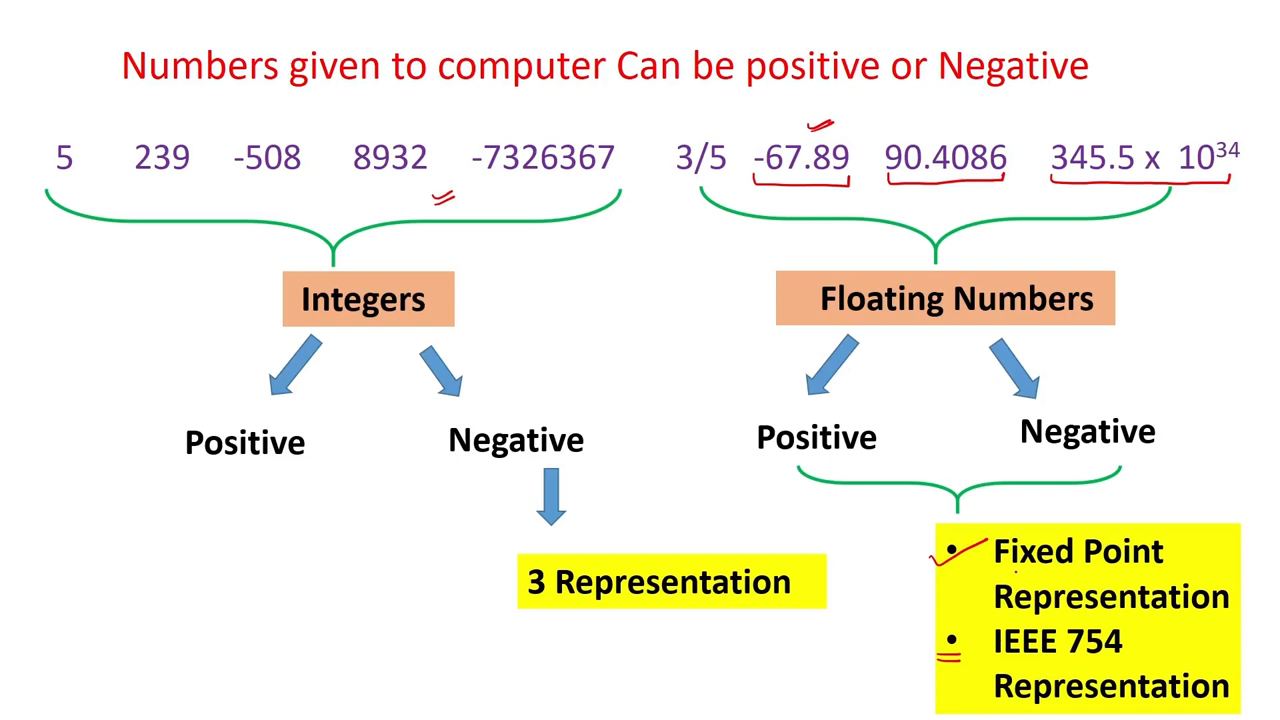 Numbers given to computer Can be positive or Negative
5 239 -508 8932 -7326367 3/5 -67.89 90.4086 345.5 x 10³⁴
Integers
Floating Numbers
Positive
Negative
Positive
Negative
3 Representation
• Fixed Point
Representation
• IEEE 754
Representation